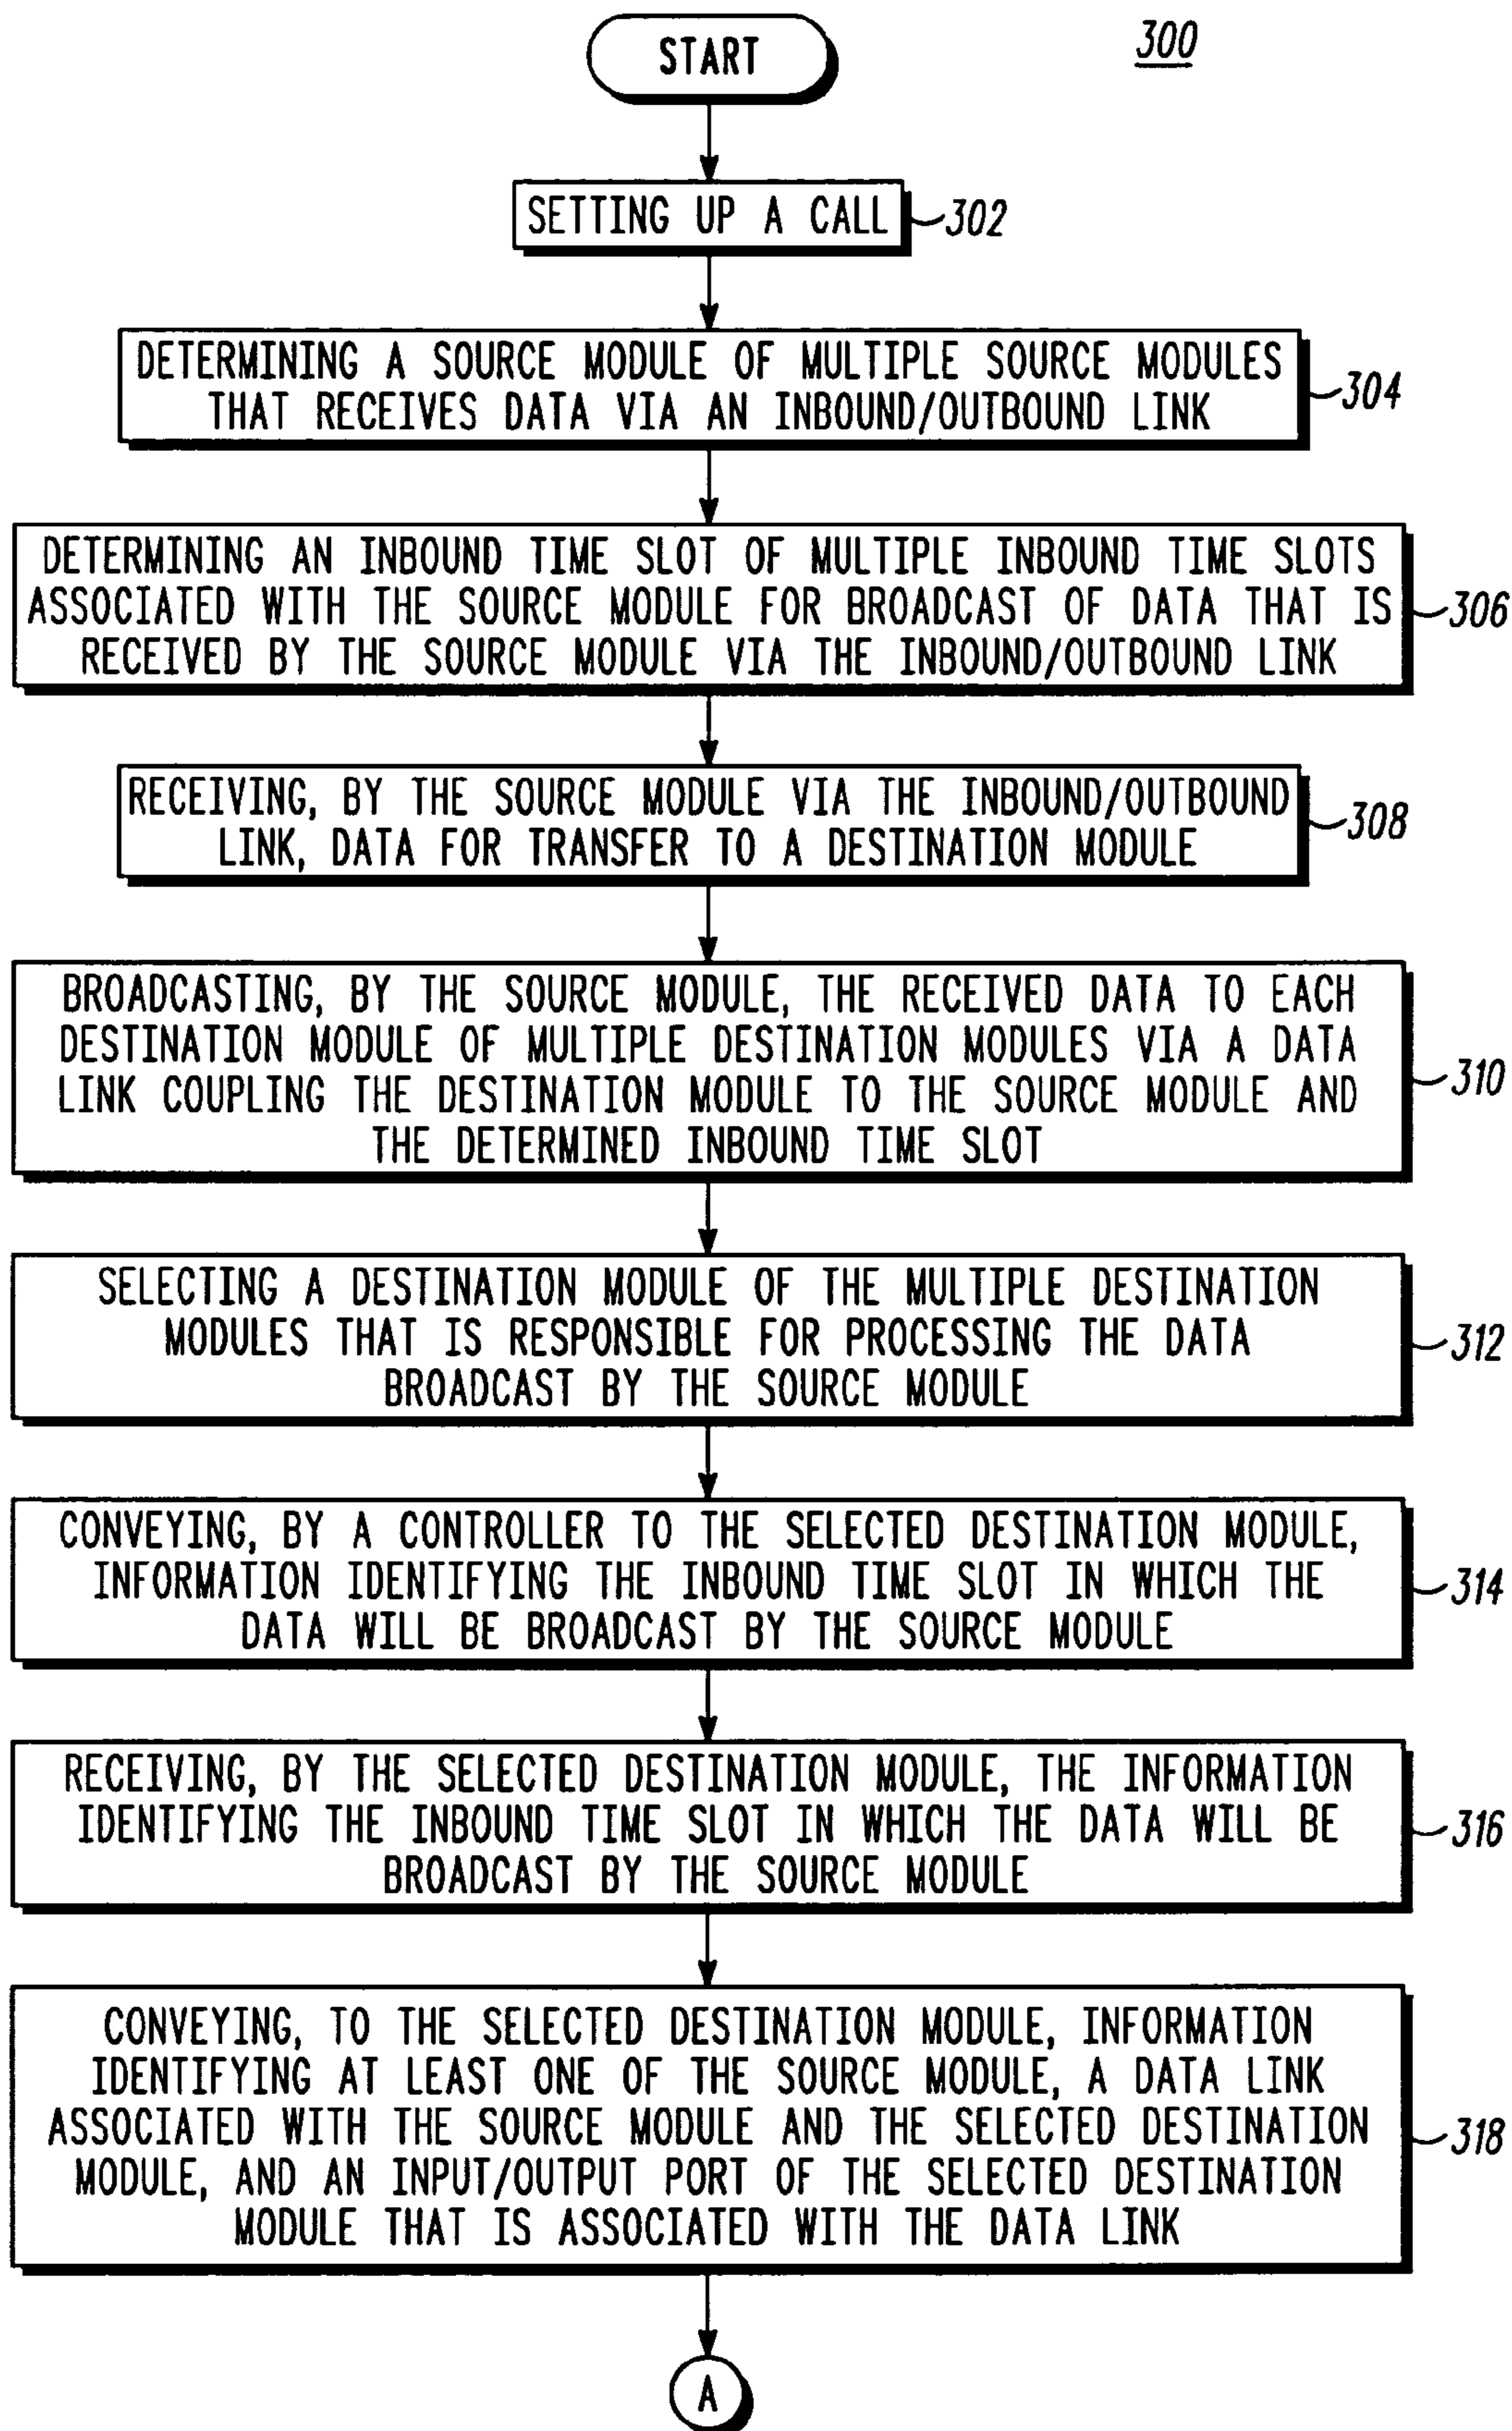 START
300
SETTING UP A CALL
302
DETERMINING A SOURCE MODULE OF MULTIPLE SOURCE MODULES
THAT RECEIVES DATA VIA AN INBOUND/OUTBOUND LINK
304
DETERMINING AN INBOUND TIME SLOT OF MULTIPLE INBOUND TIME SLOTS
ASSOCIATED WITH THE SOURCE MODULE FOR BROADCAST OF DATA THAT IS
RECEIVED BY THE SOURCE MODULE VIA THE INBOUND/OUTBOUND LINK
306
RECEIVING, BY THE SOURCE MODULE VIA THE INBOUND/OUTBOUND
LINK, DATA FOR TRANSFER TO A DESTINATION MODULE
308
BROADCASTING, BY THE SOURCE MODULE, THE RECEIVED DATA TO EACH
DESTINATION MODULE OF MULTIPLE DESTINATION MODULES VIA A DATA
LINK COUPLING THE DESTINATION MODULE TO THE SOURCE MODULE AND
THE DETERMINED INBOUND TIME SLOT
310
SELECTING A DESTINATION MODULE OF THE MULTIPLE DESTINATION
MODULES THAT IS RESPONSIBLE FOR PROCESSING THE DATA
BROADCAST BY THE SOURCE MODULE
312
CONVEYING, BY A CONTROLLER TO THE SELECTED DESTINATION MODULE,
INFORMATION IDENTIFYING THE INBOUND TIME SLOT IN WHICH THE
DATA WILL BE BROADCAST BY THE SOURCE MODULE
314
RECEIVING, BY THE SELECTED DESTINATION MODULE, THE INFORMATION
IDENTIFYING THE INBOUND TIME SLOT IN WHICH THE DATA WILL BE
BROADCAST BY THE SOURCE MODULE
316
CONVEYING, TO THE SELECTED DESTINATION MODULE, INFORMATION
IDENTIFYING AT LEAST ONE OF THE SOURCE MODULE, A DATA LINK
ASSOCIATED WITH THE SOURCE MODULE AND THE SELECTED DESTINATION
MODULE, AND AN INPUT/OUTPUT PORT OF THE SELECTED DESTINATION
MODULE THAT IS ASSOCIATED WITH THE DATA LINK
318
A